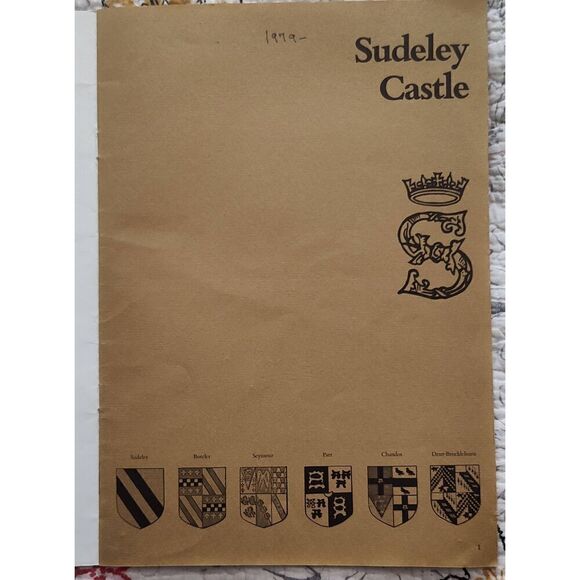 1979-
Sudeley
Castle
S
Sudeley Boteler Seymour Parr Chandos Dent-Brocklehurst
1